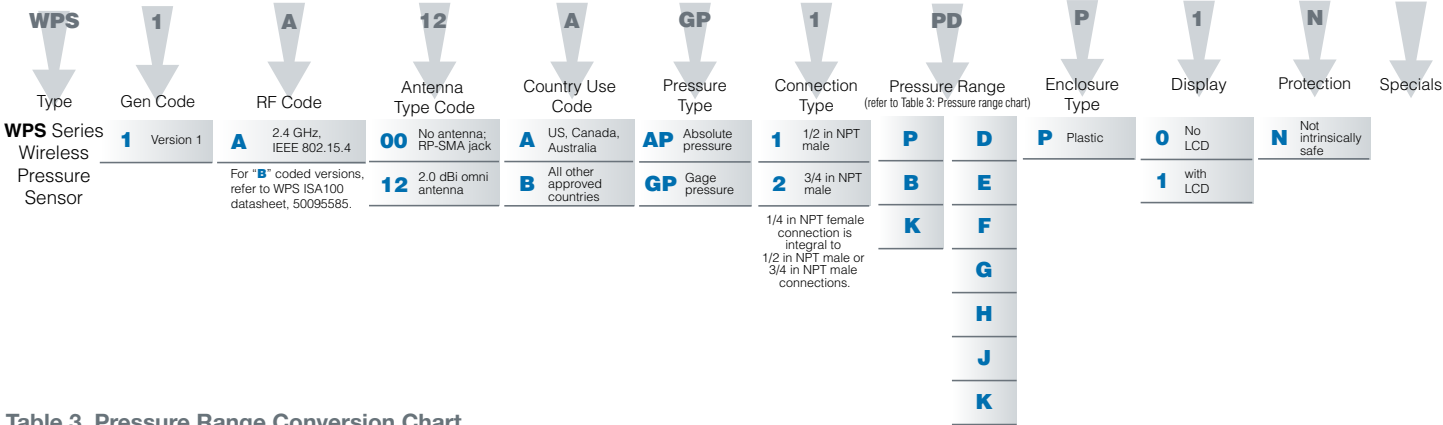 WPS 1 A 12 A GP 1 PD P 1 N
Type
Gen Code
RF Code
Antenna
Type Code
Country Use
Code
Pressure
Type
Connection
Type
Pressure Range
(refer to Table 3: Pressure range chart)
Enclosure
Type
Display
Protection
Specials
WPS Series
Wireless
Pressure
Sensor
1 Version 1
A 2.4 GHz,
IEEE 802.15.4
For "B" coded versions,
refer to WPS ISA100
datasheet, 50095585.
00 No antenna;
RP-SMA jack
12 2.0 dBi omni
antenna
A US, Canada,
Australia
B All other
approved
countries
AP Absolute
pressure
GP Gage
pressure
1 1/2 in NPT
male
2 3/4 in NPT
male
1/4 in NPT female
connection is
integral to
1/2 in NPT male or
3/4 in NPT male
connections.
P
B
K
D
E
F
G
H
J
K
P Plastic
0 No
LCD
1 with
LCD
N Not
intrinsically
safe
Table 3. Pressure Range Conversion Chart